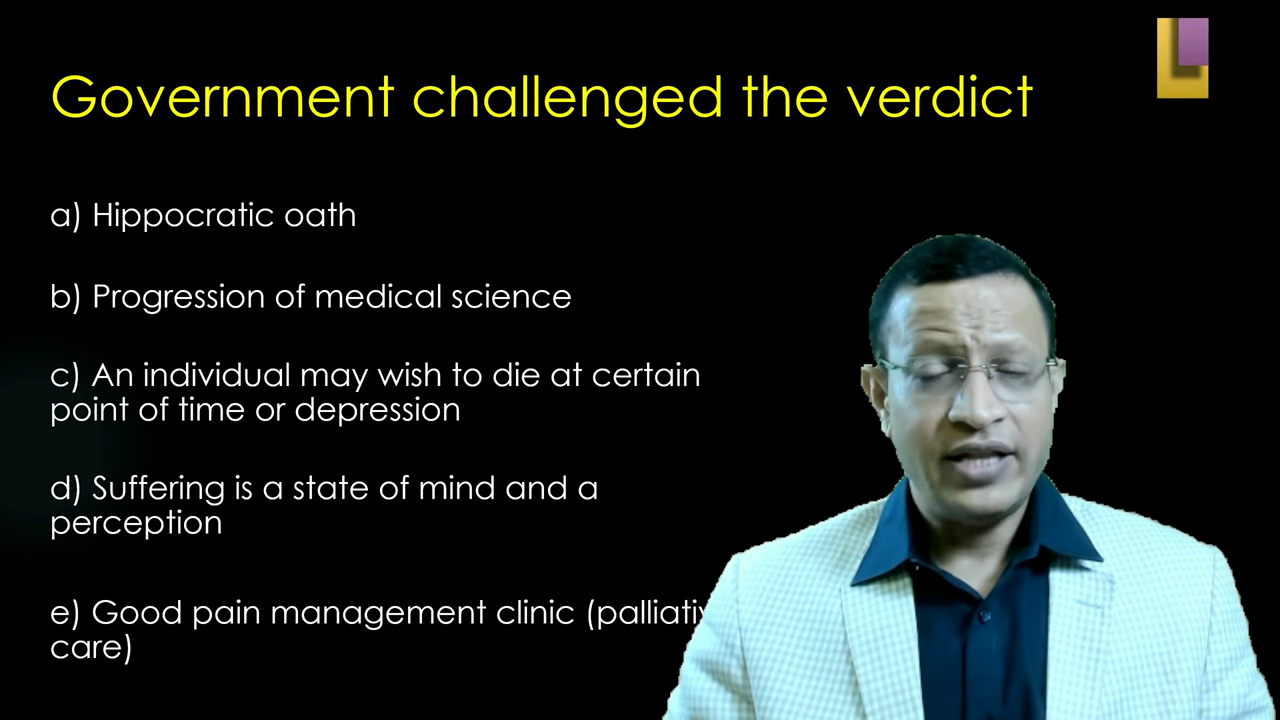 Government challenged the verdict
a) Hippocratic oath
b) Progression of medical science
c) An individual may wish to die at certain
point of time or depression
d) Suffering is a state of mind and a
perception
e) Good pain management clinic
care)